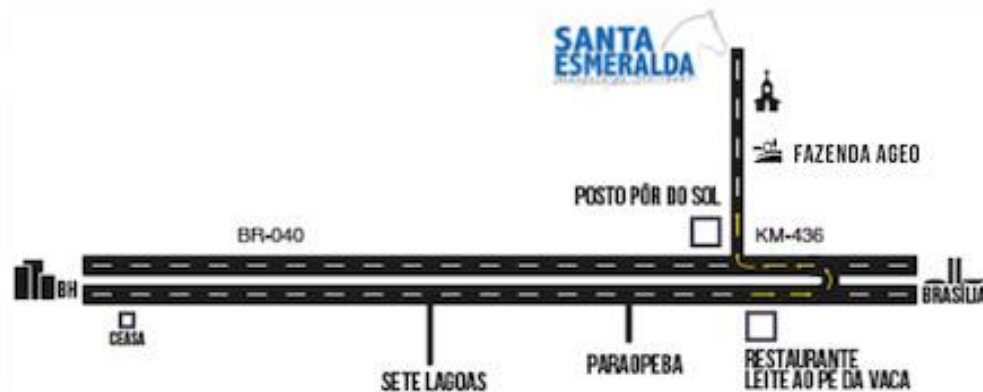 SANTA
ESMERALDA
FAZENDA AGEO
POSTO PÔR DO SOL
BR-040
KM-436
BH
BRASÍLIA
CEASA
SETE LAGOAS
PARAOPEBA
RESTAURANTE
LEITE AO PE DA VACA